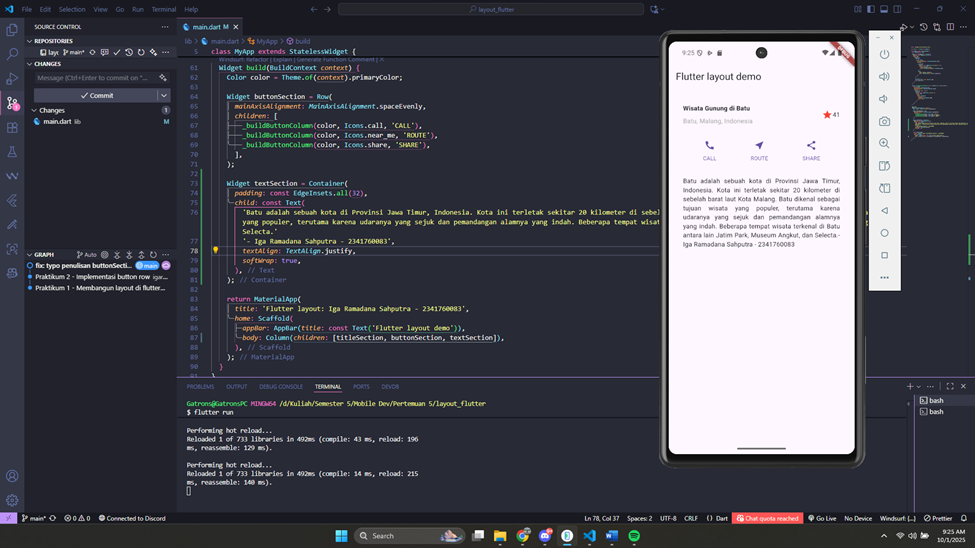 File Edit Selection View Go Run Terminal Help
layout_flutter
SOURCE CONTROL
REPOSITORIES
layo main*
CHANGES
Message (Ctrl+Enter to commit on "...
Commit
Changes 1
main.dart lib M
GRAPH Auto
fix: typo penulisan buttonSecti... main
Praktikum 2 - Implementasi button row igar...
Praktikum 1 - Membangun layout di flutter...
main.dart M
lib > main.dart > MyApp > build
5 class MyApp extends StatelessWidget {
Windsurf: Refactor | Explain | Generate Function Comment | X
61 Widget build(BuildContext context) {
62 Color color = Theme.of(context).primaryColor;
63
64 Widget buttonSection = Row(
65 mainAxisAlignment: MainAxisAlignment.spaceEvenly,
66 children: [
67 _buildButtonColumn(color, Icons.call, 'CALL'),
68 _buildButtonColumn(color, Icons.near_me, 'ROUTE'),
69 _buildButtonColumn(color, Icons.share, 'SHARE'),
70 ],
71 );
72
73 Widget textSection = Container(
74 padding: const EdgeInsets.all(32),
75 child: const Text(
76 'Batu adalah sebuah kota di Provinsi Jawa Timur, Indonesia. Kota ini terletak sekitar 20 kilometer di sebel
yang populer, terutama karena udaranya yang sejuk dan pemandangan alamnya yang indah. Beberapa tempat wisat
Selecta.'
77 '- Iga Ramadana Sahputra - 2341760083',
78 textAlign: TextAlign.justify,
79 softWrap: true,
80 ), // Text
81 ); // Container
82
83 return MaterialApp(
84 title: 'Flutter layout: Iga Ramadana Sahputra - 2341760083',
85 home: Scaffold(
86 appBar: AppBar(title: const Text('Flutter layout demo')),
87 body: Column(children: [titleSection, buttonSection, textSection]),
88 ), // Scaffold
89 ); // MaterialApp
90 }
91 }
PROBLEMS OUTPUT DEBUG CONSOLE TERMINAL PORTS DEVDB
Gatrons@GatronsPC MINGW64 /d/Kuliah/Semester 5/Mobile Dev/Pertemuan 5/layout_flutter
$ flutter run
Performing hot reload...
Reloaded 1 of 733 libraries in 492ms (compile: 43 ms, reload: 196
ms, reassemble: 129 ms).
Performing hot reload...
Reloaded 1 of 733 libraries in 492ms (compile: 14 ms, reload: 215
ms, reassemble: 140 ms).
bash
bash
9:25
Flutter layout demo
Wisata Gunung di Batu
Batu, Malang, Indonesia
41
CALL ROUTE SHARE
Batu adalah sebuah kota di Provinsi Jawa Timur,
Indonesia. Kota ini terletak sekitar 20 kilometer di
sebelah barat laut Kota Malang. Batu dikenal sebagai
tujuan wisata yang populer, terutama karena
udaranya yang sejuk dan pemandangan alamnya
yang indah. Beberapa tempat wisata terkenal di Batu
antara lain Jatim Park, Museum Angkut, dan Selecta.-
Iga Ramadana Sahputra - 2341760083
main* 0 0 Connected to Discord
Ln 78, Col 37 Spaces: 2 UTF-8 CRLF {} Dart Chat quota reached Go Live No Device Windsurf: {...} Prettier
Search
9:25 AM
10/1/2025